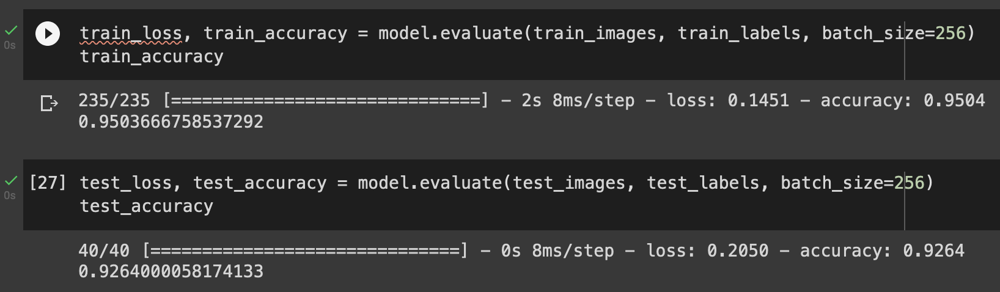 train_loss, train_accuracy = model.evaluate(train_images, train_labels, batch_size=256)
0s
train_accuracy
235/235 [==============================] - 2s 8ms/step - loss: 0.1451 - accuracy: 0.9504
0.9503666758537292
[27] test_loss, test_accuracy = model.evaluate(test_images, test_labels, batch_size=256)
0s
test_accuracy
40/40 [==============================] - 0s 8ms/step - loss: 0.2050 - accuracy: 0.9264
0.9264000058174133